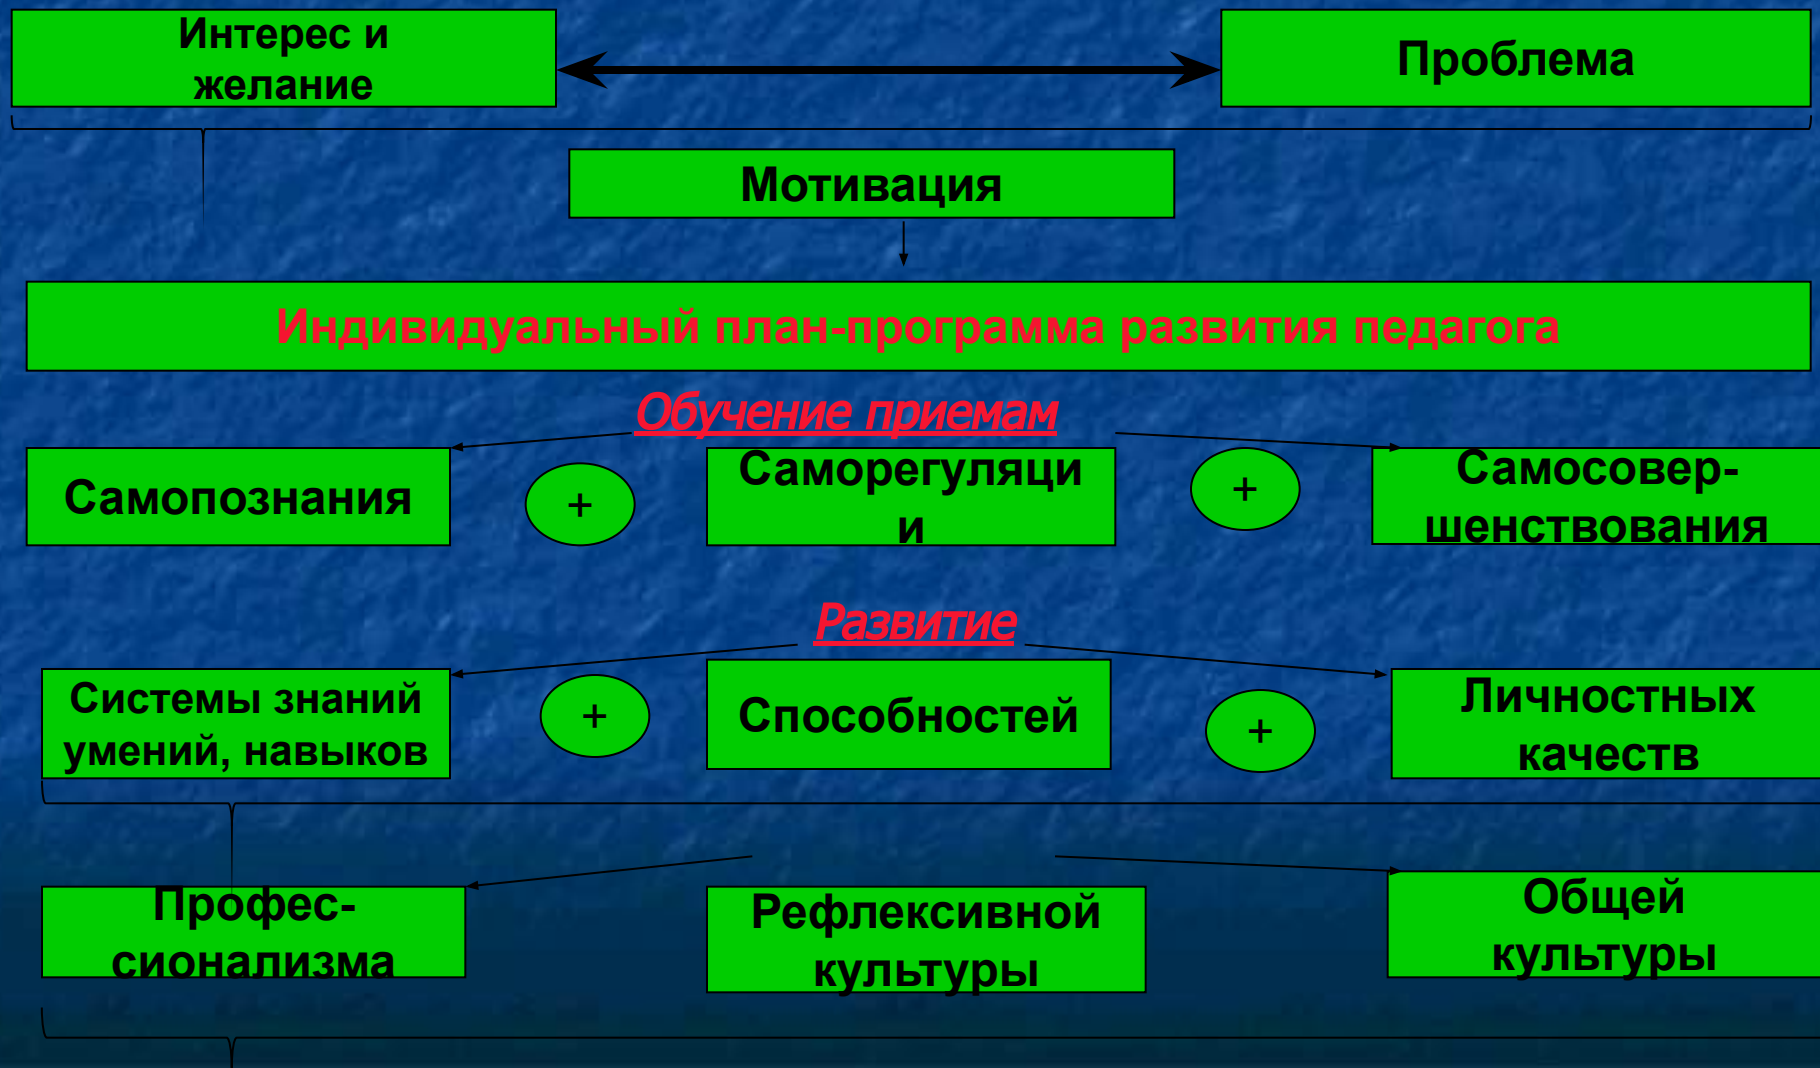 Интерес и
желание
Проблема
Мотивация
Индивидуальный план-программа развития педагога
Обучение приемам
Самопознания
+
Саморегуляци
и
+
Самосовер-
шенствования
Развитие
Системы знаний
умений, навыков
+
Способностей
+
Личностных
качеств
Профес-
сионализма
Рефлексивной
культуры
Общей
культуры